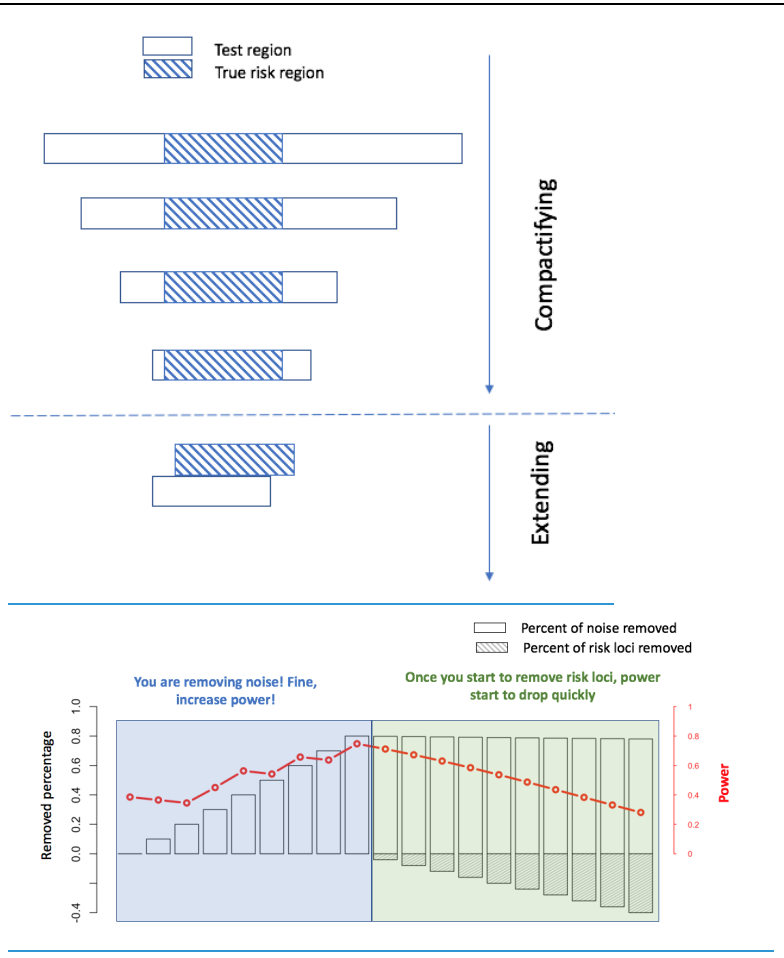 Test region
True risk region
Compactifying
Extending
Percent of noise removed
Percent of risk loci removed
You are removing noise! Fine,
increase power!
Once you start to remove risk loci, power
start to drop quickly
Removed percentage
1.0
0.8
0.6
0.4
0.2
0.0
-0.4
1
0.8
0.6
0.4
0.2
0
Power